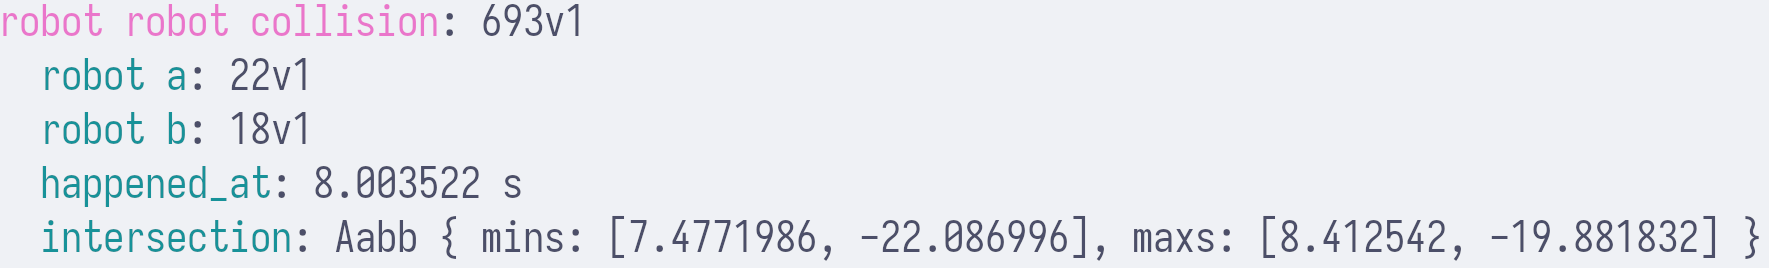 robot robot collision: 693v1
robot a: 22v1
robot b: 18v1
happened_at: 8.003522 s
intersection: Aabb { mins: [7.4771986, -22.086996], maxs: [8.412542, -19.881832] }